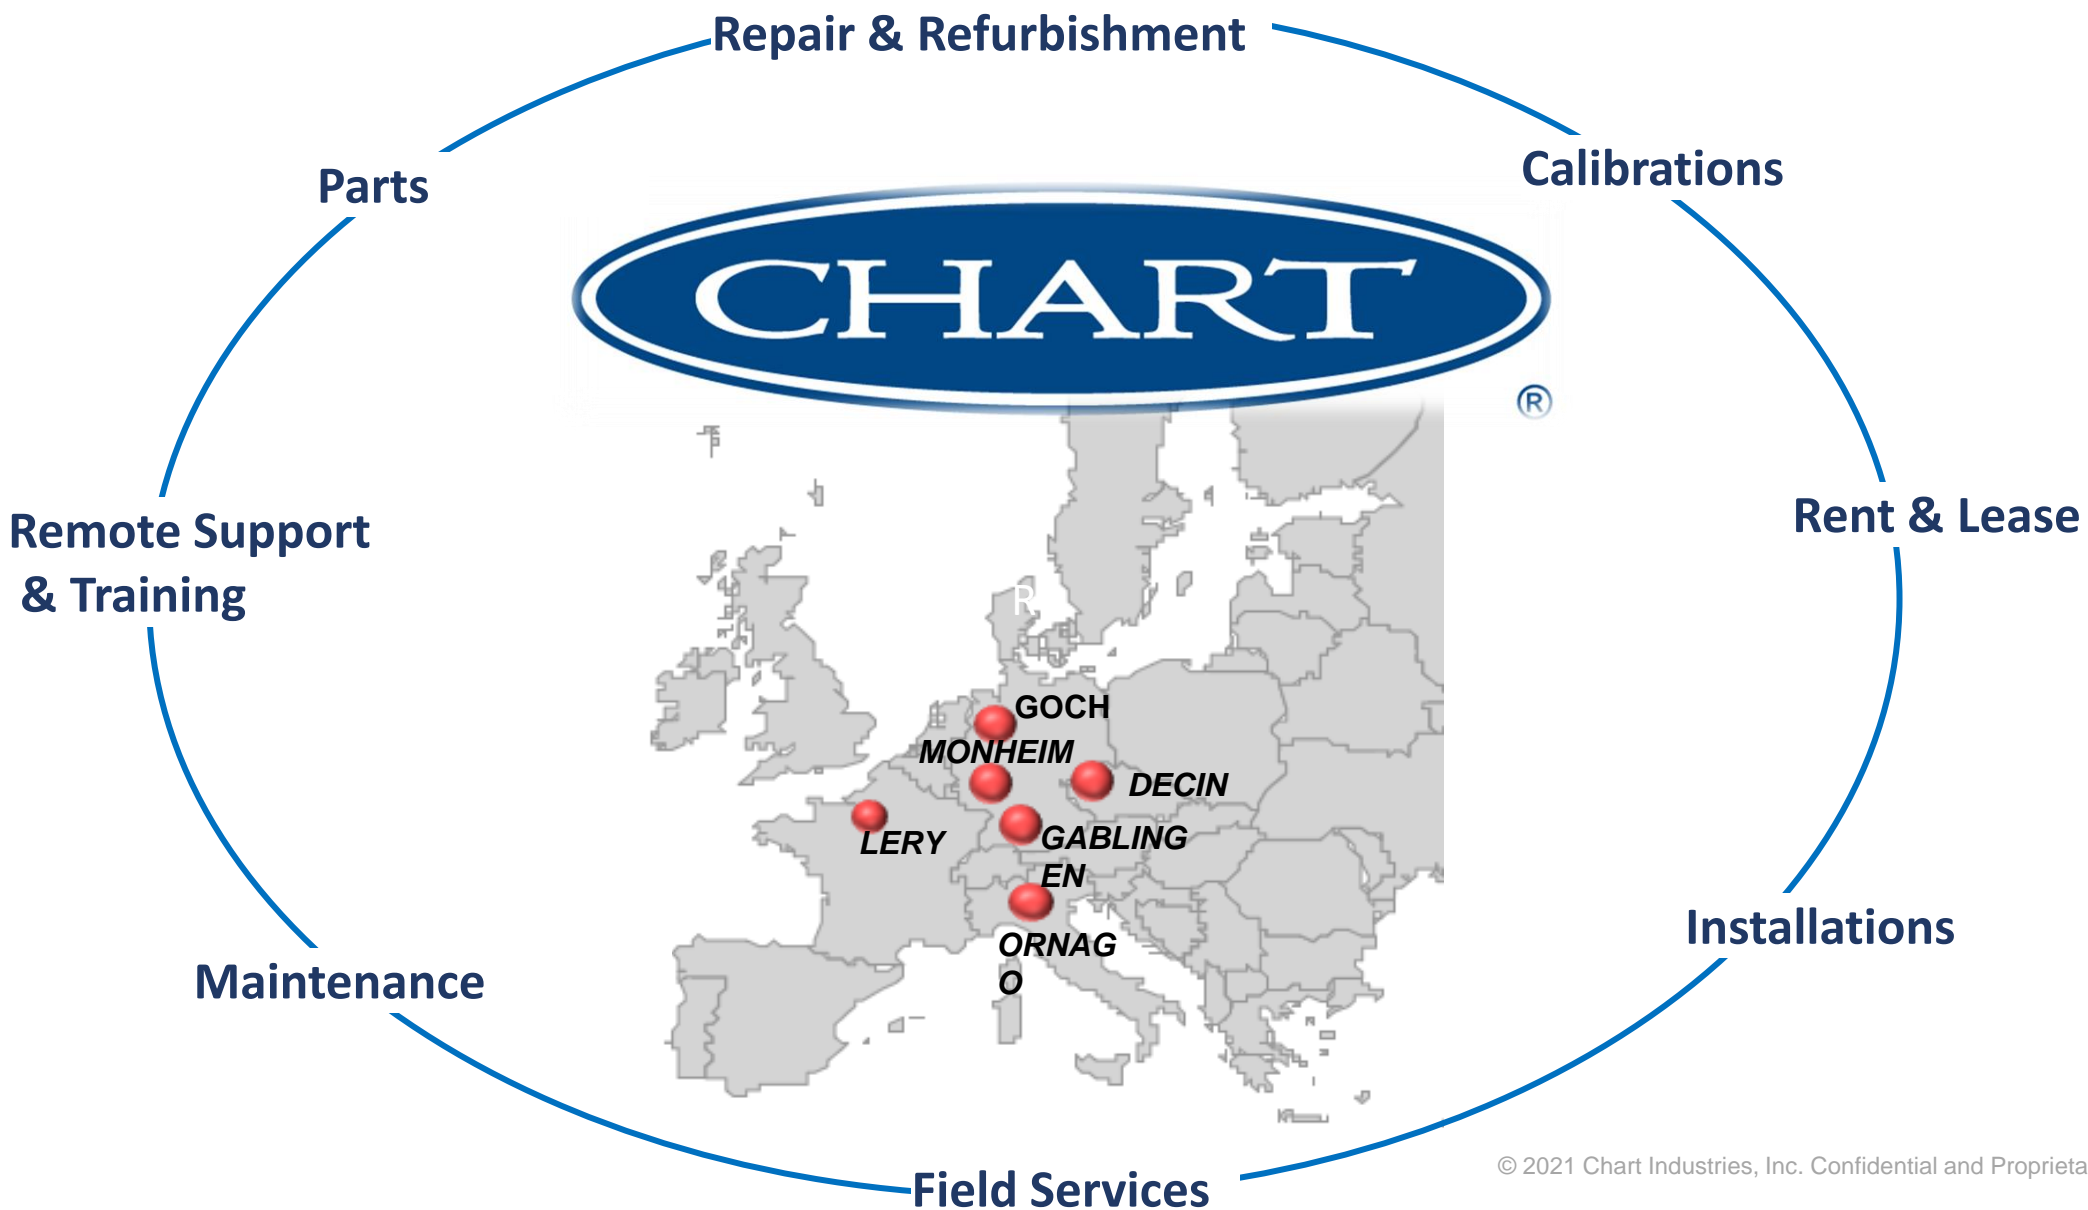 Repair & Refurbishment
Calibrations
Parts
CHART
®
Rent & Lease
Remote Support
& Training
R
GOCH
MONHEIM
DECIN
LERY
GABLING
EN
ORNAG
O
Installations
Maintenance
© 2021 Chart Industries, Inc. Confidential and Proprieta
Field Services